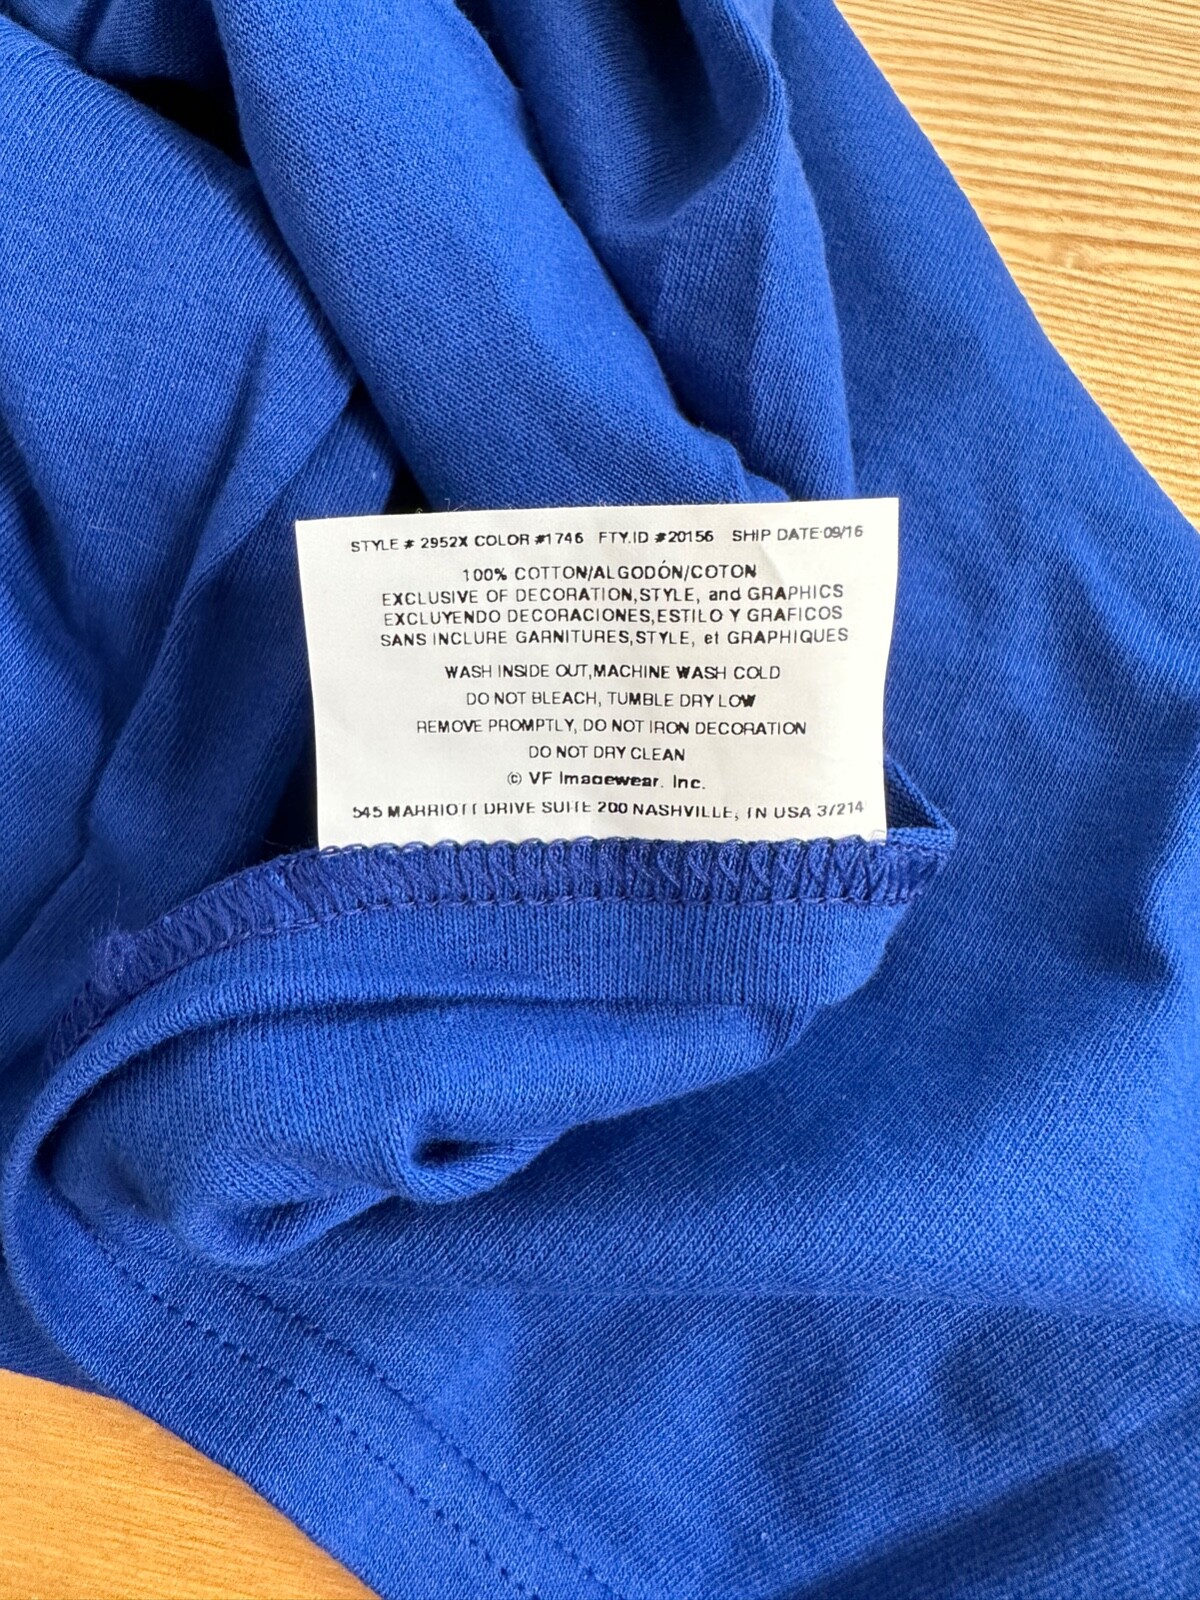 STYLE # 2952X COLOR #1746 FTY.ID #20156 SHIP DATE:09/16
100% COTTON/ALGODÓN/COTON
EXCLUSIVE OF DECORATION,STYLE, and GRAPHICS
EXCLUYENDO DECORACIONES,ESTILO Y GRAFICOS
SANS INCLURE GARNITURES,STYLE, et GRAPHIQUES
WASH INSIDE OUT,MACHINE WASH COLD
DO NOT BLEACH, TUMBLE DRY LOW
REMOVE PROMPTLY, DO NOT IRON DECORATION
DO NOT DRY CLEAN
© VF Imagewear. Inc.
545 MARRIOTT DRIVE SUITE 200 NASHVILLE, TN USA 37214